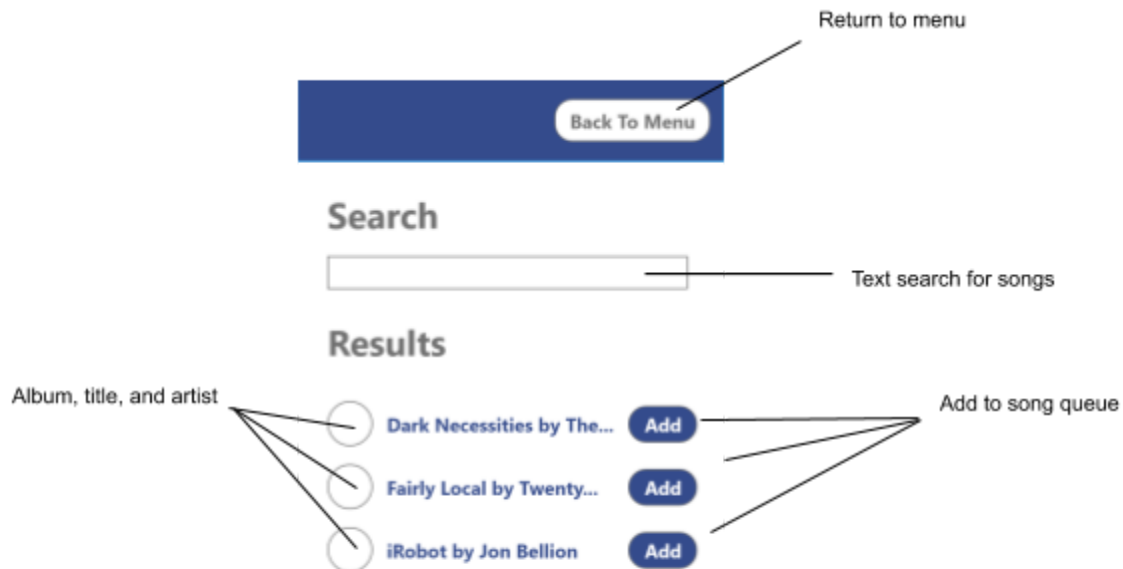 Return to menu
Back To Menu
Search
Text search for songs
Results
Album, title, and artist
Add to song queue
Dark Necessities by The... Add
Fairly Local by Twenty... Add
iRobot by Jon Bellion Add